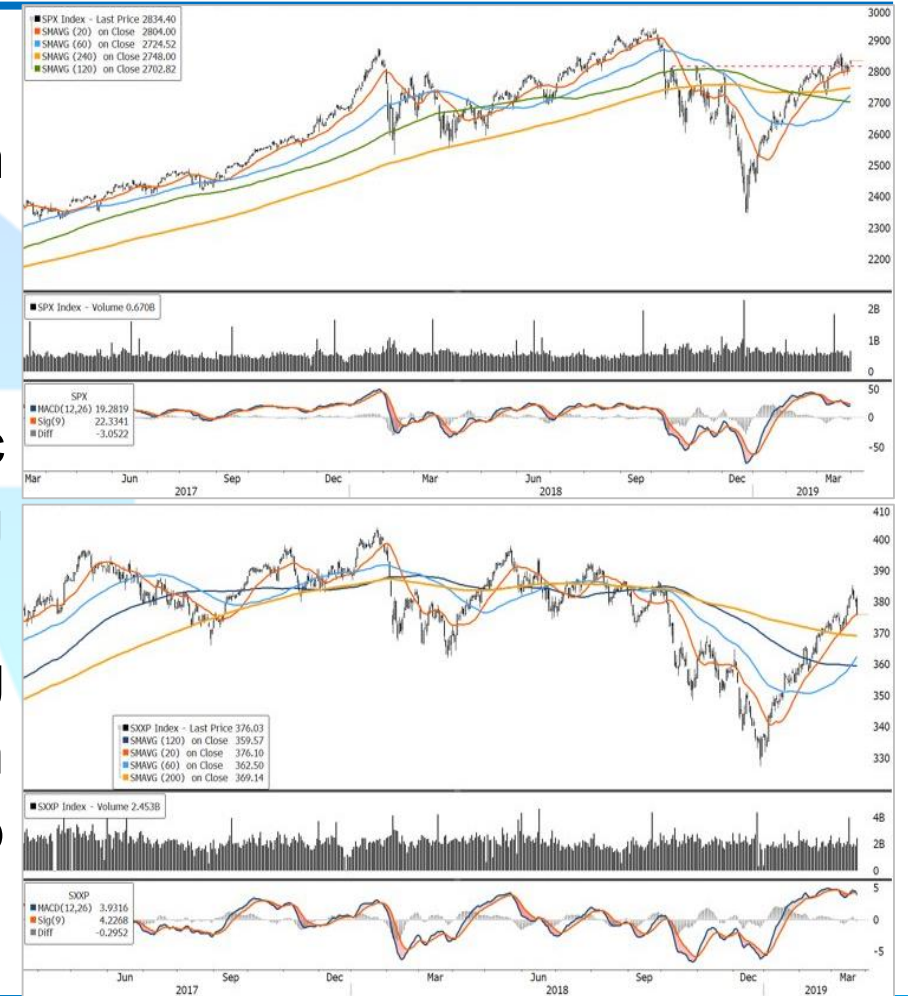 SPX Index - Last Price 2834.40
SMAVG (20) on Close 2804.00
SMAVG (60) on Close 2724.52
SMAVG (240) on Close 2748.00
SMAVG (120) on Close 2702.82
3000
2900
2800
2700
2600
2500
2400
2300
2200
SPX Index - Volume 0.670B
2B
1B
0
SPX
MACD(12,26) 19.2819
Sig(9) 22.3341
Diff -3.0522
50
0
-50
Mar Jun Sep Dec Mar Jun Sep Dec Mar
2017 2018 2019
410
400
390
380
370
360
350
340
330
SXXP Index - Last Price 376.03
SMAVG (120) on Close 359.57
SMAVG (20) on Close 376.10
SMAVG (60) on Close 362.50
SMAVG (200) on Close 369.14
SXXP Index - Volume 2.453B
4B
2B
0
SXXP
MACD(12,26) 3.9316
Sig(9) 4.2268
Diff -0.2952
5
0
-5
Jun Sep Dec Mar Jun Sep Dec Mar
2017 2018 2019